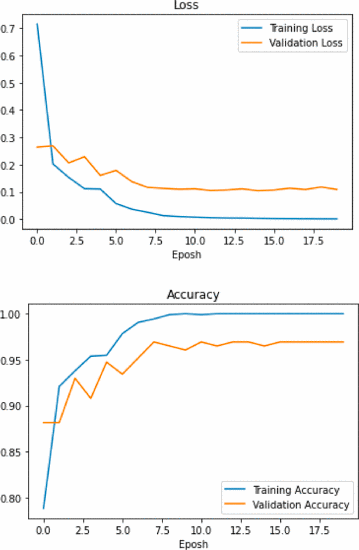 Loss
0.7
0.6
0.5
0.4
0.3
0.2
0.1
0.0
Training Loss
Validation Loss
0.0 2.5 5.0 7.5 10.0 12.5 15.0 17.5
Eposh
Accuracy
1.00
0.95
0.90
0.85
0.80
Training Accuracy
Validation Accuracy
0.0 2.5 5.0 7.5 10.0 12.5 15.0 17.5
Eposh